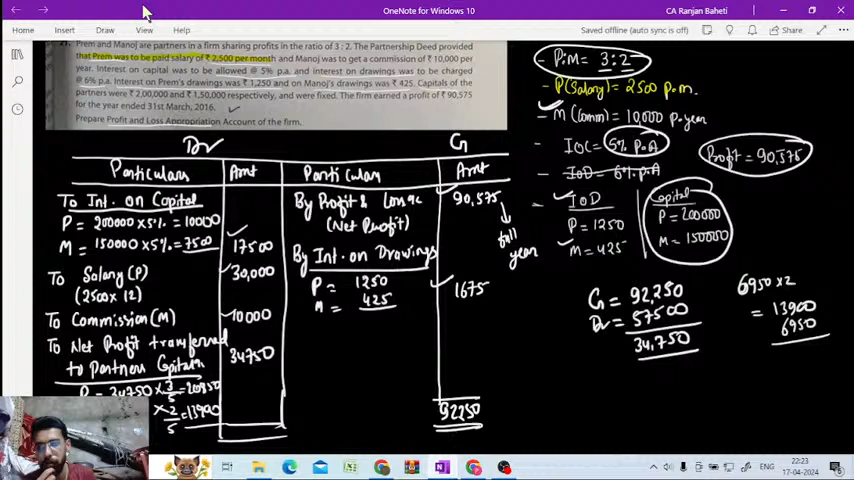 OneNote for Windows 10
CA Ranjan Baheti
Home Insert Draw View Help
Saved offline (auto sync is off)
Share
21. Prem and Manoj are partners in a firm sharing profits in the ratio of 3 : 2. The Partnership Deed provided
that Prem was to be paid salary of ₹ 2,500 per month and Manoj was to get a commission of ₹ 10,000 per
year. Interest on capital was to be allowed @ 5% p.a. and interest on drawings was to be charged
@ 6% p.a. Interest on Prem's drawings was ₹ 1,250 and on Manoj's drawings was ₹ 425. Capitals of the
partners were ₹ 2,00,000 and ₹ 1,50,000 respectively, and were fixed. The firm earned a profit of ₹ 90,575
for the year ended 31st March, 2016.
Prepare Profit and Loss Appropriation Account of the firm.
- P:M = 3:2
- P(Salary) = 2500 p.m.
- M (Comm) = 10,000 p.year
- IOC = 5% P.A
- IOD = 6% P.A
- IOD
P = 1250
M = 425
Capital
P = 200000
M = 150000
Profit = 90,575
Dr
Cr
Particulars Amt Particulars Amt
To Int. on Capital
P = 200000 x 5% = 10000
M = 150000 x 5% = 7500
17500
To Salary (P)
30,000
(2500 x 12)
To Commission (M) 10000
To Net Profit transferred
to Partners Capital
34750
P = 34750 x 3/5 = 20850
x 2/5 = 13900
By Profit & Loss a/c 90,575
(Net Profit)
full
year
By Int. on Drawings
P = 1250
M = 425
1675
92250
Cr = 92,250
Dr = 57500
34,750
6950 x 2
= 13900
6950
ENG
22:23
17-04-2024